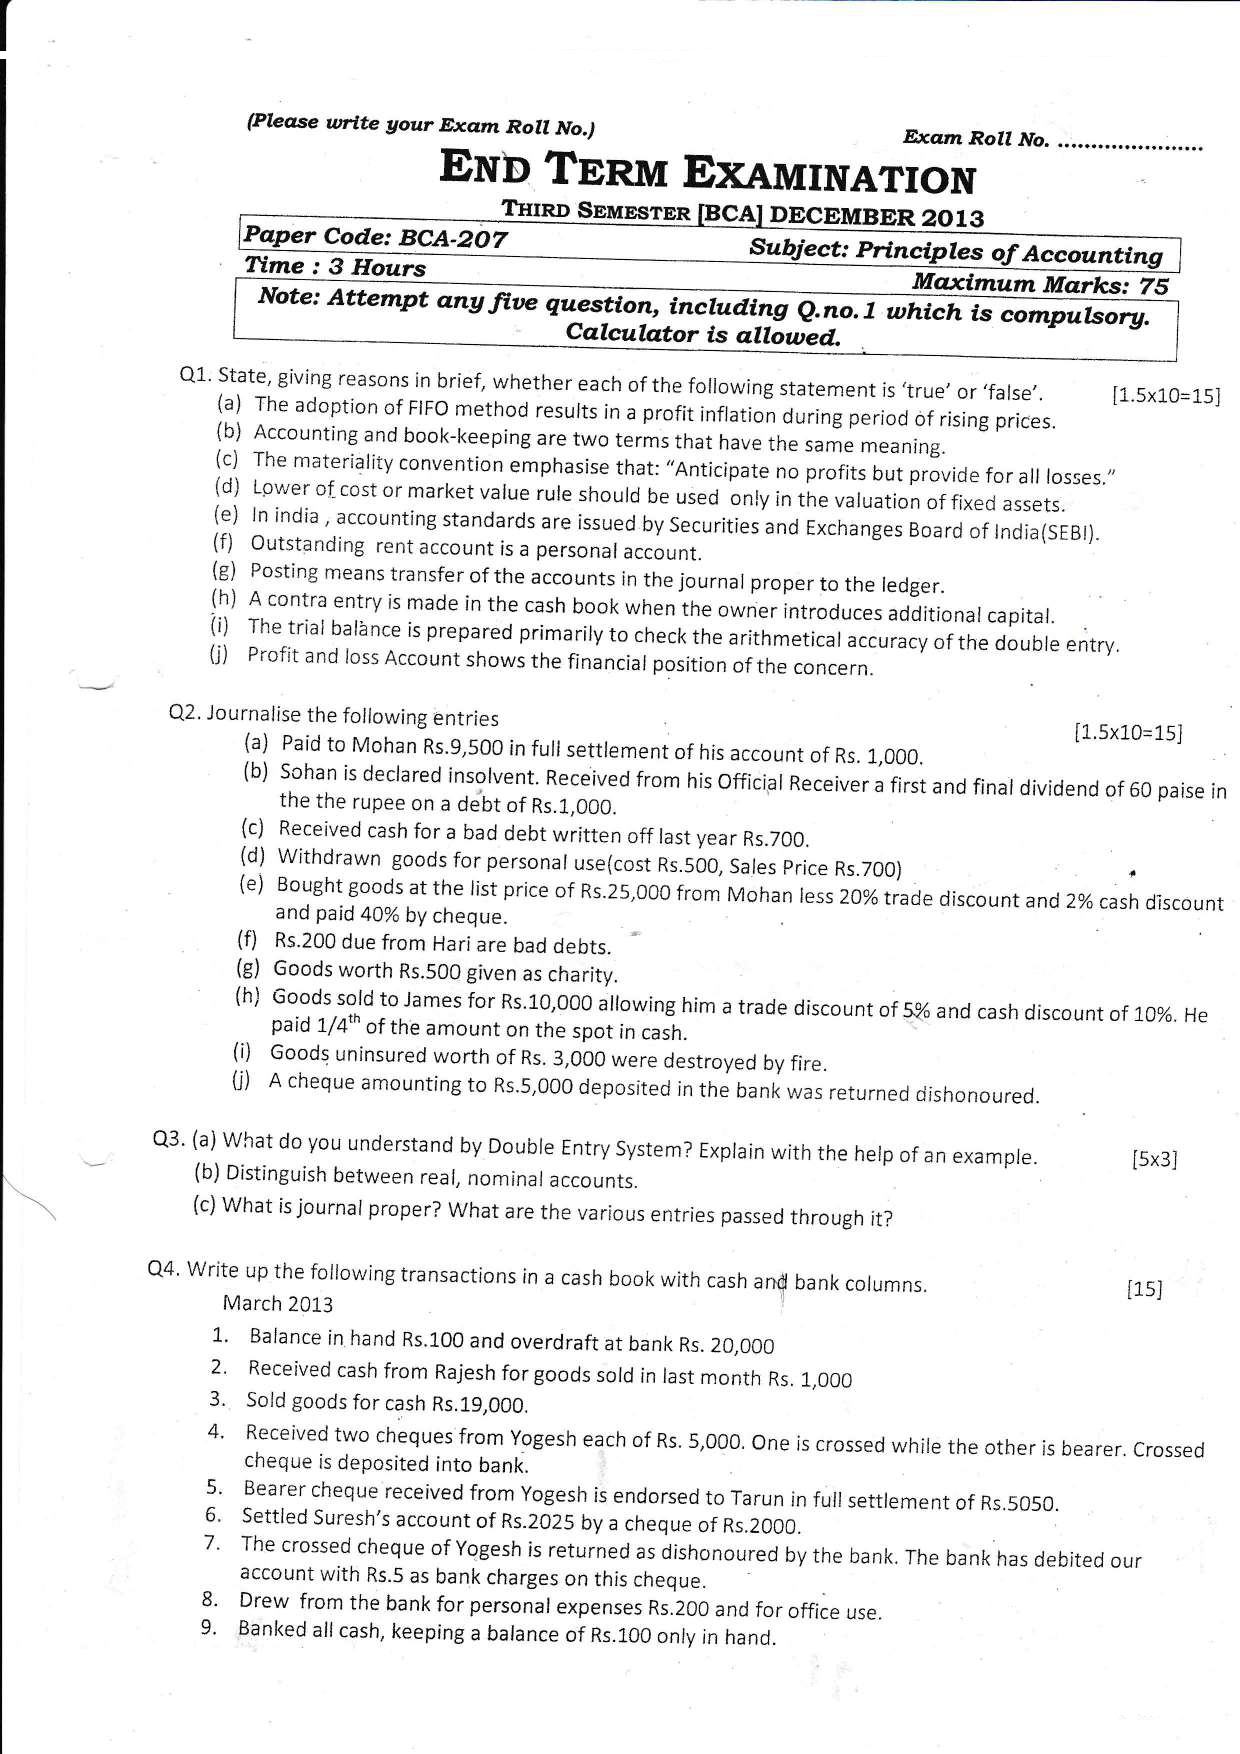 (Please write your Exam Roll No.)
Exam Roll No. ......................
END TERM EXAMINATION
THIRD SEMESTER [BCA] DECEMBER 2013
Paper Code: BCA-207 Subject: Principles of Accounting
Time : 3 Hours Maximum Marks: 75
Note: Attempt any five question, including Q.no.1 which is compulsory.
Calculator is allowed.
Q1. State, giving reasons in brief, whether each of the following statement is 'true' or 'false'. [1.5x10=15]
(a) The adoption of FIFO method results in a profit inflation during period of rising prices.
(b) Accounting and book-keeping are two terms that have the same meaning.
(c) The materiality convention emphasise that: "Anticipate no profits but provide for all losses."
(d) Lower of cost or market value rule should be used only in the valuation of fixed assets.
(e) In india , accounting standards are issued by Securities and Exchanges Board of India(SEBI).
(f) Outstanding rent account is a personal account.
(g) Posting means transfer of the accounts in the journal proper to the ledger.
(h) A contra entry is made in the cash book when the owner introduces additional capital.
(i) The trial balance is prepared primarily to check the arithmetical accuracy of the double entry.
(j) Profit and loss Account shows the financial position of the concern.
Q2. Journalise the following entries [1.5x10=15]
(a) Paid to Mohan Rs.9,500 in full settlement of his account of Rs. 1,000.
(b) Sohan is declared insolvent. Received from his Official Receiver a first and final dividend of 60 paise in
the the rupee on a debt of Rs.1,000.
(c) Received cash for a bad debt written off last year Rs.700.
(d) Withdrawn goods for personal use(cost Rs.500, Sales Price Rs.700)
(e) Bought goods at the list price of Rs.25,000 from Mohan less 20% trade discount and 2% cash discount
and paid 40% by cheque.
(f) Rs.200 due from Hari are bad debts.
(g) Goods worth Rs.500 given as charity.
(h) Goods sold to James for Rs.10,000 allowing him a trade discount of 5% and cash discount of 10%. He
paid 1/4th of the amount on the spot in cash.
(i) Goods uninsured worth of Rs. 3,000 were destroyed by fire.
(j) A cheque amounting to Rs.5,000 deposited in the bank was returned dishonoured.
Q3. (a) What do you understand by Double Entry System? Explain with the help of an example. [5x3]
(b) Distinguish between real, nominal accounts.
(c) What is journal proper? What are the various entries passed through it?
Q4. Write up the following transactions in a cash book with cash and bank columns. [15]
March 2013
1. Balance in hand Rs.100 and overdraft at bank Rs. 20,000
2. Received cash from Rajesh for goods sold in last month Rs. 1,000
3. Sold goods for cash Rs.19,000.
4. Received two cheques from Yogesh each of Rs. 5,000. One is crossed while the other is bearer. Crossed
cheque is deposited into bank.
5. Bearer cheque received from Yogesh is endorsed to Tarun in full settlement of Rs.5050.
6. Settled Suresh's account of Rs.2025 by a cheque of Rs.2000.
7. The crossed cheque of Yogesh is returned as dishonoured by the bank. The bank has debited our
account with Rs.5 as bank charges on this cheque.
8. Drew from the bank for personal expenses Rs.200 and for office use.
9. Banked all cash, keeping a balance of Rs.100 only in hand.